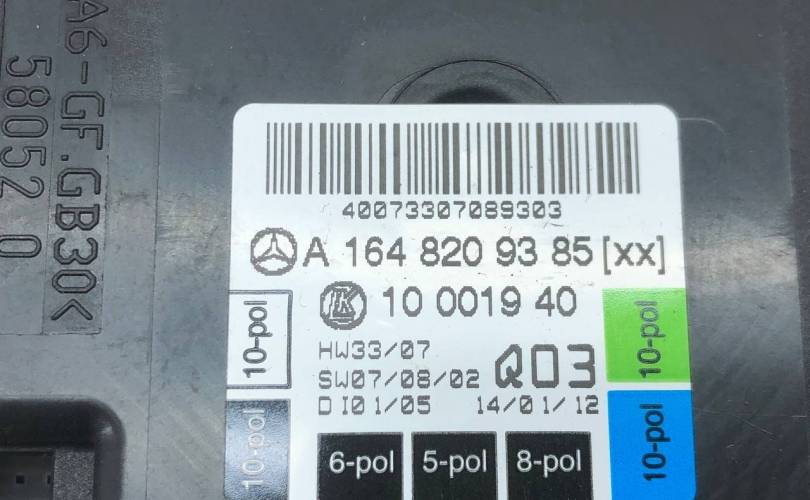 A6-GF.GB30<
58052 0
40073307089303
A 164 820 93 85 [xx]
10 0019 40
10-pol
10-pol
HW33/07
SW07/08/02
Q03
DI01/05
14/01/12
10-pol
10-pol
6-pol
5-pol
8-pol